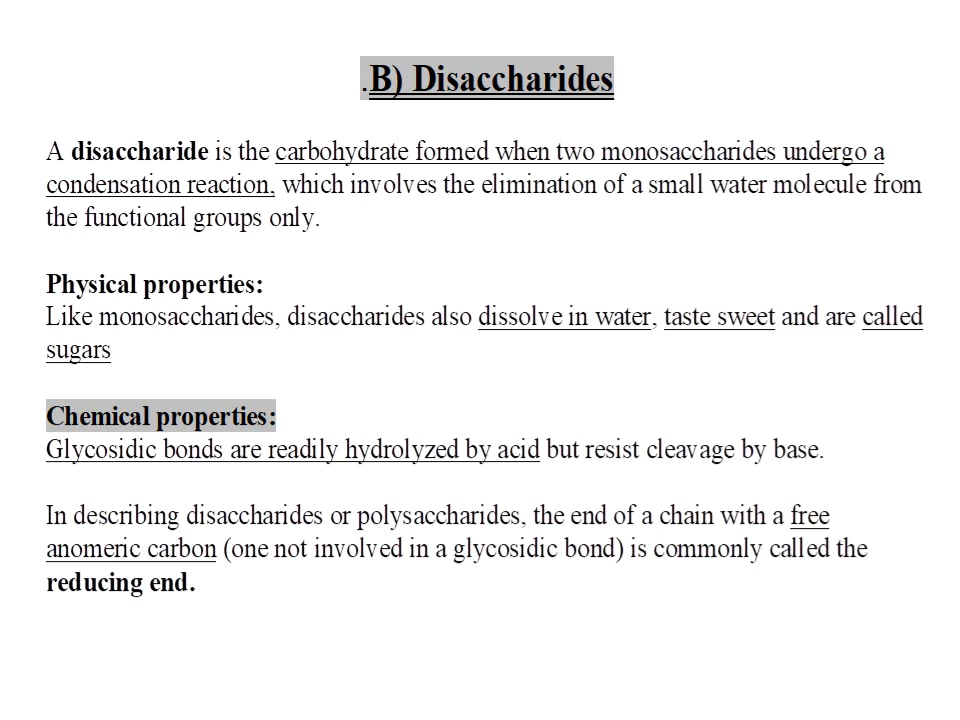 .B) Disaccharides
A disaccharide is the carbohydrate formed when two monosaccharides undergo a
condensation reaction, which involves the elimination of a small water molecule from
the functional groups only.
Physical properties:
Like monosaccharides, disaccharides also dissolve in water, taste sweet and are called
sugars
Chemical properties:
Glycosidic bonds are readily hydrolyzed by acid but resist cleavage by base.
In describing disaccharides or polysaccharides, the end of a chain with a free
anomeric carbon (one not involved in a glycosidic bond) is commonly called the
reducing end.